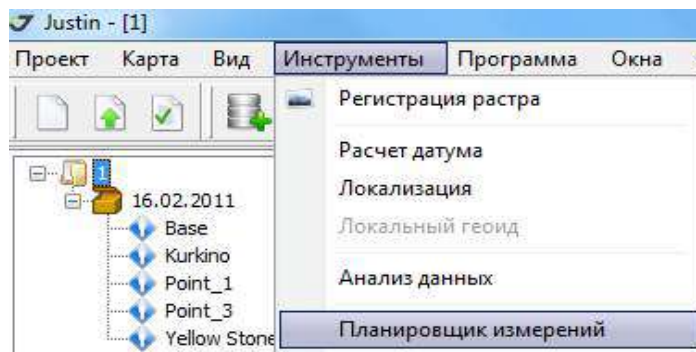 Justin - [1]
Проект Карта Вид Инструменты Программа Окна
Регистрация растра
Расчет датума
Локализация
Локальный геоид
Анализ данных
Планировщик измерений
1
16.02.2011
Base
Kurkino
Point_1
Point_3
Yellow Stone